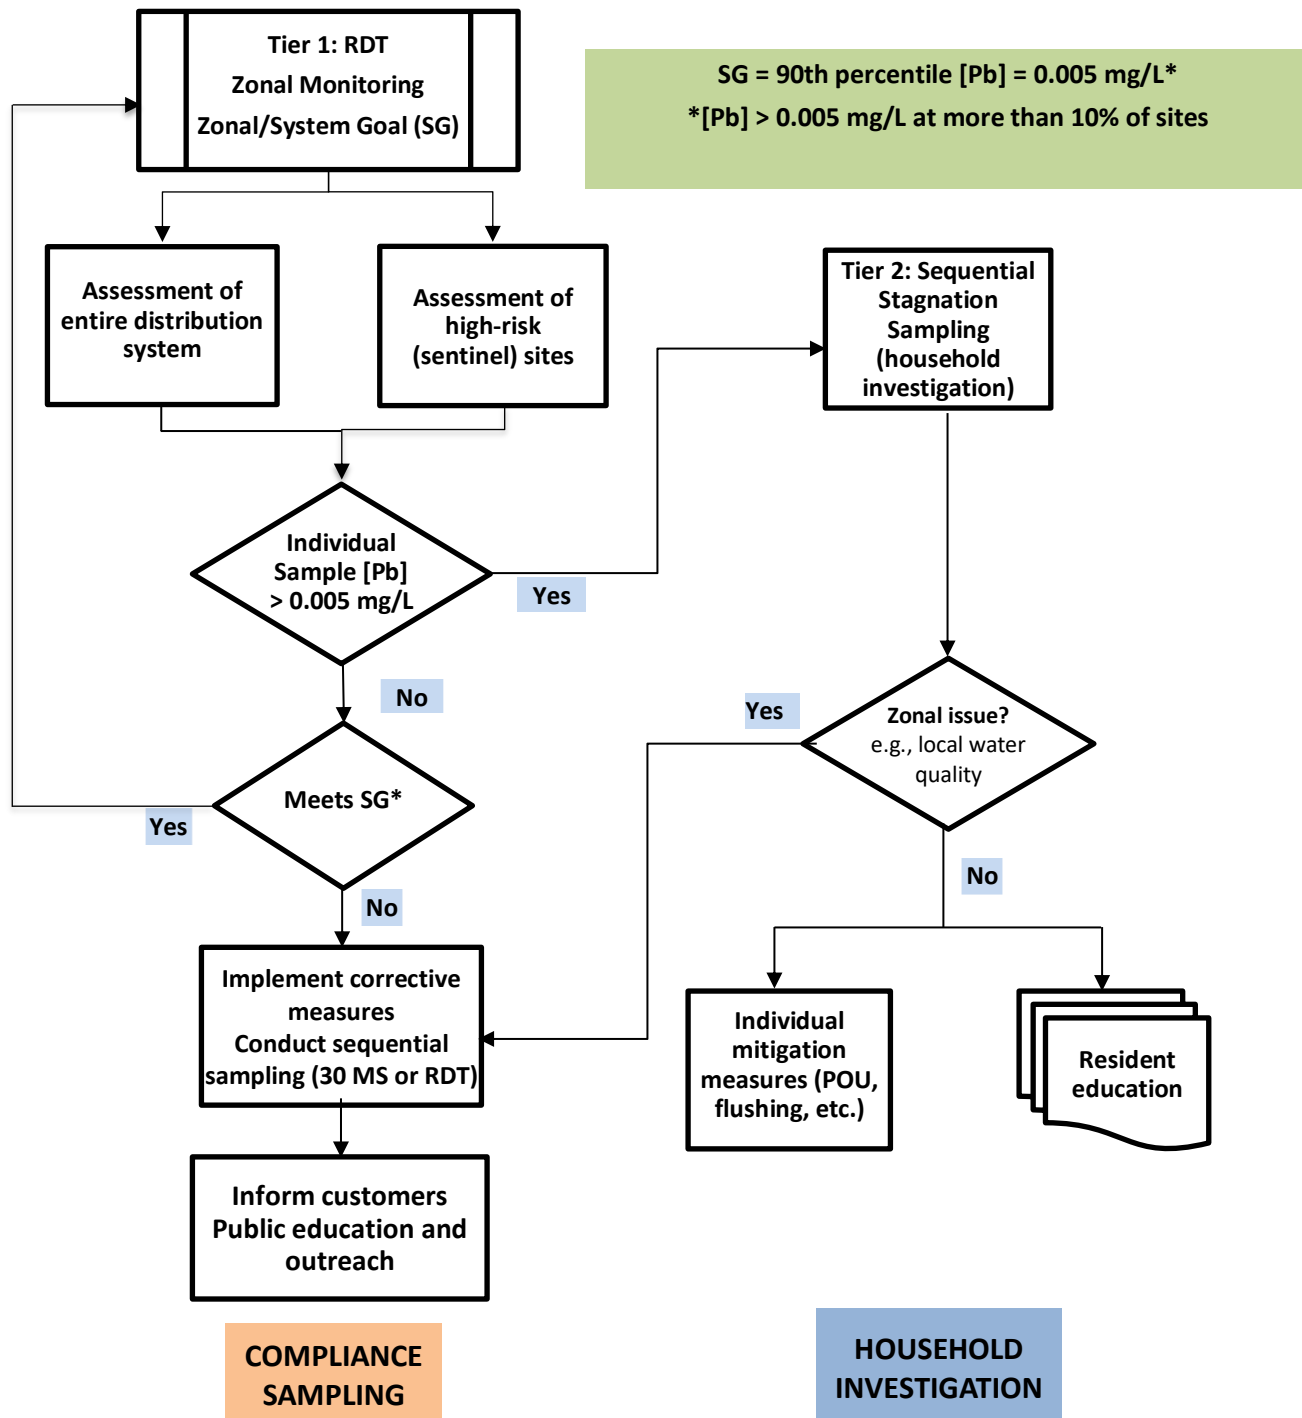 Tier 1: RDT
Zonal Monitoring
Zonal/System Goal (SG)
SG = 90th percentile [Pb] = 0.005 mg/L*
*[Pb] > 0.005 mg/L at more than 10% of sites
Assessment of
entire distribution
system
Assessment of
high-risk
(sentinel) sites
Tier 2: Sequential
Stagnation
Sampling
(household
investigation)
Individual
Sample [Pb]
> 0.005 mg/L
Yes
No
Meets SG*
Yes
No
Zonal issue?
e.g., local water
quality
Yes
No
Implement corrective
measures
Conduct sequential
sampling (30 MS or RDT)
Individual
mitigation
measures (POU,
flushing, etc.)
Resident
education
Inform customers
Public education and
outreach
COMPLIANCE
SAMPLING
HOUSEHOLD
INVESTIGATION